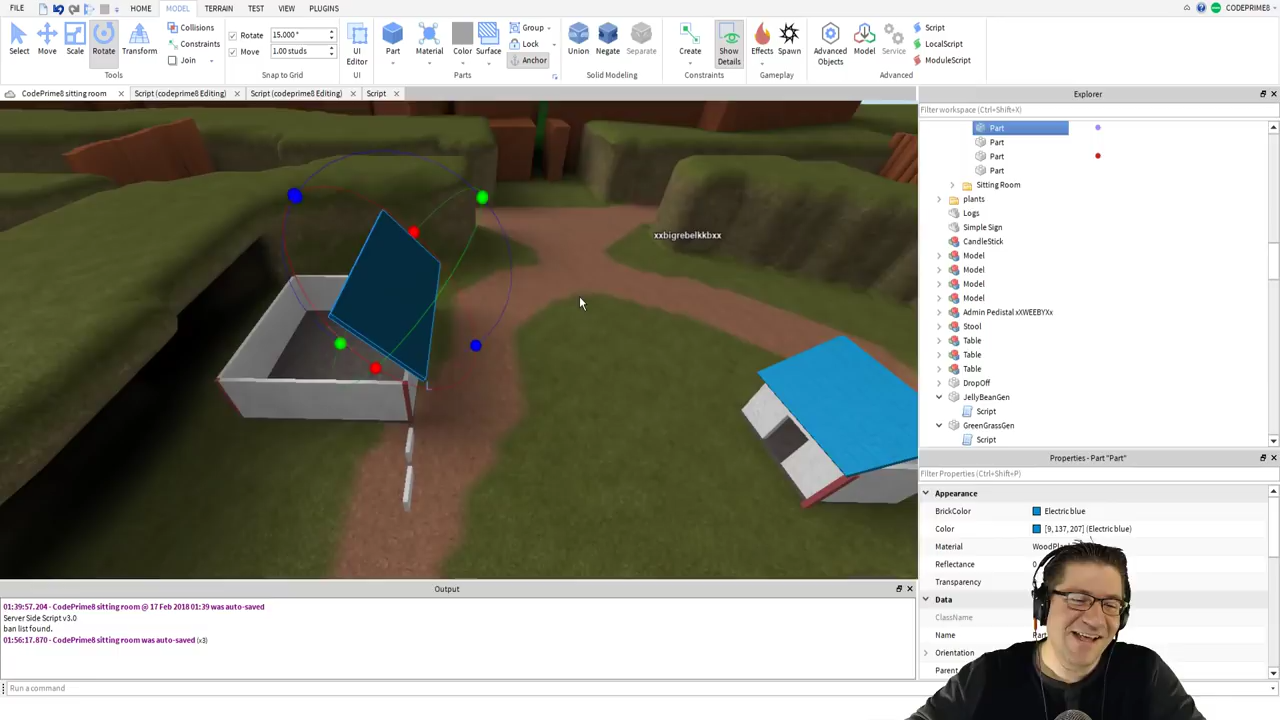 FILE HOME MODEL TERRAIN TEST VIEW PLUGINS CODEPRIME8
Select Move Scale Rotate Transform
Collisions
Constraints
Join
Tools
Rotate 15.000°
Move 1.00 studs
Snap to Grid
UI Editor
UI
Part Material Color Surface
Group
Lock
Anchor
Parts
Union Negate Separate
Solid Modeling
Create Show Details
Constraints
Effects Spawn
Gameplay
Advanced Objects Model Service
Script
LocalScript
ModuleScript
Advanced
CodePrime8 sitting room Script (codeprime8 Editing) Script (codeprime8 Editing) Script
xxbigrebelkkbxx
Explorer
Filter workspace (Ctrl+Shift+X)
Part
Part
Part
Part
Sitting Room
plants
Logs
Simple Sign
CandleStick
Model
Model
Model
Model
Admin Pedistal xXWEEBYXx
Stool
Table
Table
Table
DropOff
JellyBeanGen
Script
GreenGrassGen
Script
Properties - Part "Part"
Filter Properties (Ctrl+Shift+P)
Appearance
BrickColor Electric blue
Color [9, 137, 207] (Electric blue)
Material
Reflectance 0
Transparency
Data
ClassName
Name
Orientation
Parent
Output
01:39:57.204 - CodePrime8 sitting room @ 17 Feb 2018 01:39 was auto-saved
Server Side Script v3.0
ban list found.
01:56:17.870 - CodePrime8 sitting room was auto-saved (x3)
Run a command